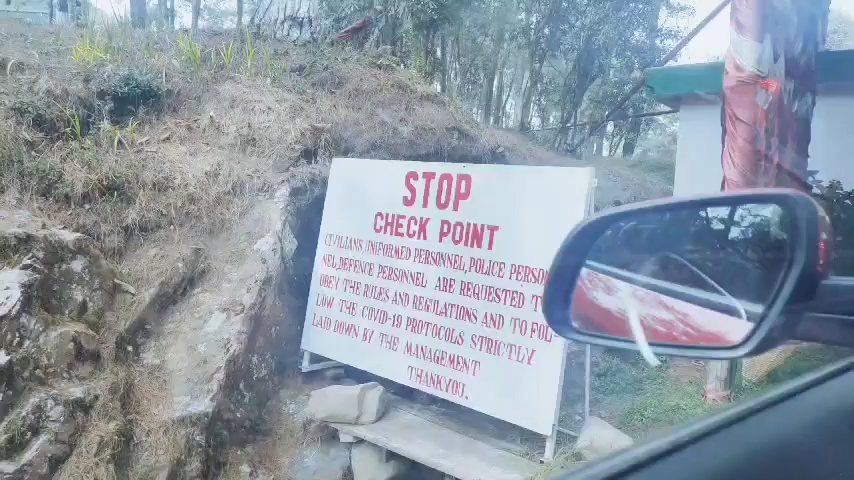 STOP
CHECK POINT
CIVILIANS, UNIFORMED PERSONNEL, POLICE PERSON
NEL, DEFENCE PERSONNEL ARE REQUESTED TO
OBEY THE RULES AND REGULATIONS AND TO FOL
LOW THE COVID-19 PROTOCOLS STRICTLY
LAID DOWN BY THE MANAGEMENT
THANKYOU.